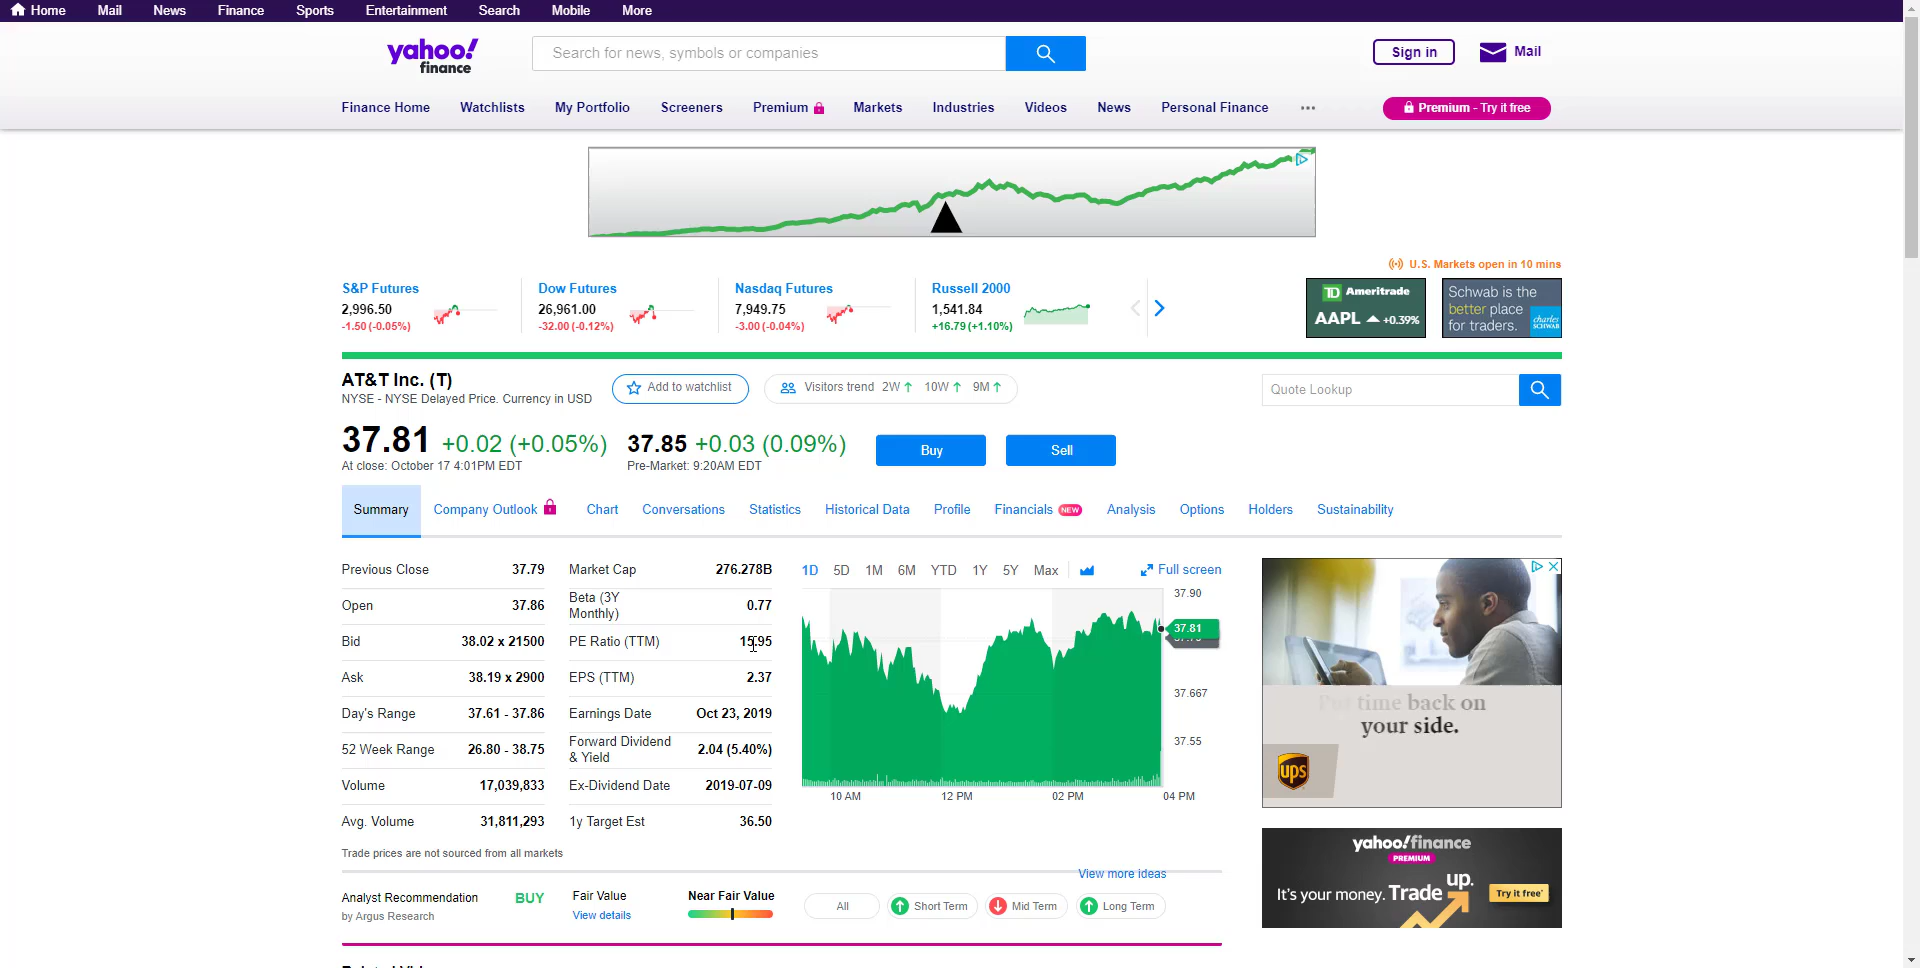 Home Mail News Finance Sports Entertainment Search Mobile More
yahoo!
finance
Search for news, symbols or companies
Sign in
Mail
Finance Home Watchlists My Portfolio Screeners Premium Markets Industries Videos News Personal Finance ···
Premium - Try it free
U.S. Markets open in 10 mins
S&P Futures
2,996.50
-1.50 (-0.05%)
Dow Futures
26,961.00
-32.00 (-0.12%)
Nasdaq Futures
7,949.75
-3.00 (-0.04%)
Russell 2000
1,541.84
+16.79 (+1.10%)
TD Ameritrade
AAPL +0.39%
Schwab is the
better place
for traders.
charles
SCHWAB
AT&T Inc. (T)
NYSE - NYSE Delayed Price. Currency in USD
Add to watchlist
Visitors trend 2W ↑ 10W ↑ 9M ↑
Quote Lookup
37.81 +0.02 (+0.05%)
At close: October 17 4:01PM EDT
37.85 +0.03 (0.09%)
Pre-Market: 9:20AM EDT
Buy
Sell
Summary Company Outlook Chart Conversations Statistics Historical Data Profile Financials NEW Analysis Options Holders Sustainability
Previous Close 37.79
Open 37.86
Bid 38.02 x 21500
Ask 38.19 x 2900
Day's Range 37.61 - 37.86
52 Week Range 26.80 - 38.75
Volume 17,039,833
Avg. Volume 31,811,293
Market Cap 276.278B
Beta (3Y
Monthly) 0.77
PE Ratio (TTM) 15.95
EPS (TTM) 2.37
Earnings Date Oct 23, 2019
Forward Dividend
& Yield 2.04 (5.40%)
Ex-Dividend Date 2019-07-09
1y Target Est 36.50
Trade prices are not sourced from all markets
1D 5D 1M 6M YTD 1Y 5Y Max
Full screen
37.90
37.81
37.667
37.55
10 AM 12 PM 02 PM 04 PM
Put time back on
your side.
ups
View more ideas
Analyst Recommendation
by Argus Research
BUY
Fair Value
View details
Near Fair Value
All
Short Term
Mid Term
Long Term
yahoo!finance
PREMIUM
It's your money. Trade up.
Try it free*